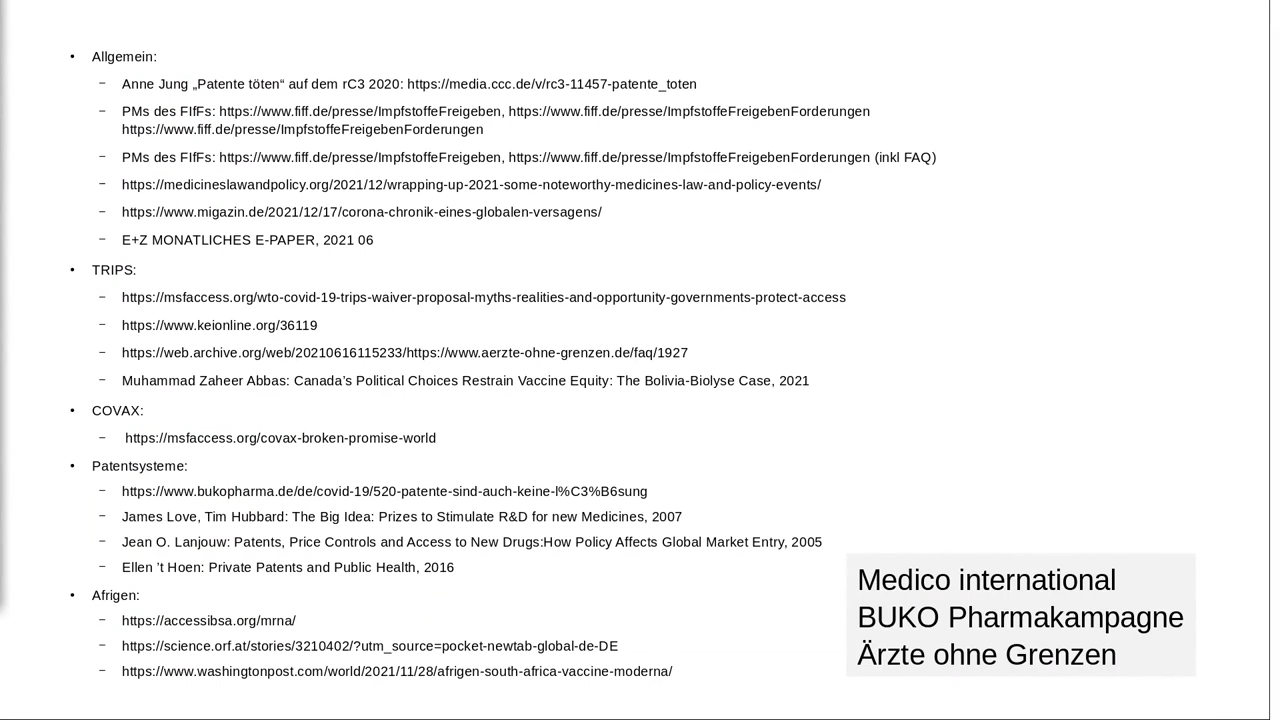 • Allgemein:
– Anne Jung „Patente töten“ auf dem rC3 2020: https://media.ccc.de/v/rc3-11457-patente_toten
– PMs des FIfFs: https://www.fiff.de/presse/ImpfstoffeFreigeben, https://www.fiff.de/presse/ImpfstoffeFreigebenForderungen
https://www.fiff.de/presse/ImpfstoffeFreigebenForderungen
– PMs des FIfFs: https://www.fiff.de/presse/ImpfstoffeFreigeben, https://www.fiff.de/presse/ImpfstoffeFreigebenForderungen (inkl FAQ)
– https://medicineslawandpolicy.org/2021/12/wrapping-up-2021-some-noteworthy-medicines-law-and-policy-events/
– https://www.migazin.de/2021/12/17/corona-chronik-eines-globalen-versagens/
– E+Z MONATLICHES E-PAPER, 2021 06
• TRIPS:
– https://msfaccess.org/wto-covid-19-trips-waiver-proposal-myths-realities-and-opportunity-governments-protect-access
– https://www.keionline.org/36119
– https://web.archive.org/web/20210616115233/https://www.aerzte-ohne-grenzen.de/faq/1927
– Muhammad Zaheer Abbas: Canada’s Political Choices Restrain Vaccine Equity: The Bolivia-Biolyse Case, 2021
• COVAX:
– https://msfaccess.org/covax-broken-promise-world
• Patentsysteme:
– https://www.bukopharma.de/de/covid-19/520-patente-sind-auch-keine-l%C3%B6sung
– James Love, Tim Hubbard: The Big Idea: Prizes to Stimulate R&D for new Medicines, 2007
– Jean O. Lanjouw: Patents, Price Controls and Access to New Drugs:How Policy Affects Global Market Entry, 2005
– Ellen ’t Hoen: Private Patents and Public Health, 2016
• Afrigen:
– https://accessibsa.org/mrna/
– https://science.orf.at/stories/3210402/?utm_source=pocket-newtab-global-de-DE
– https://www.washingtonpost.com/world/2021/11/28/afrigen-south-africa-vaccine-moderna/
Medico international
BUKO Pharmakampagne
Ärzte ohne Grenzen